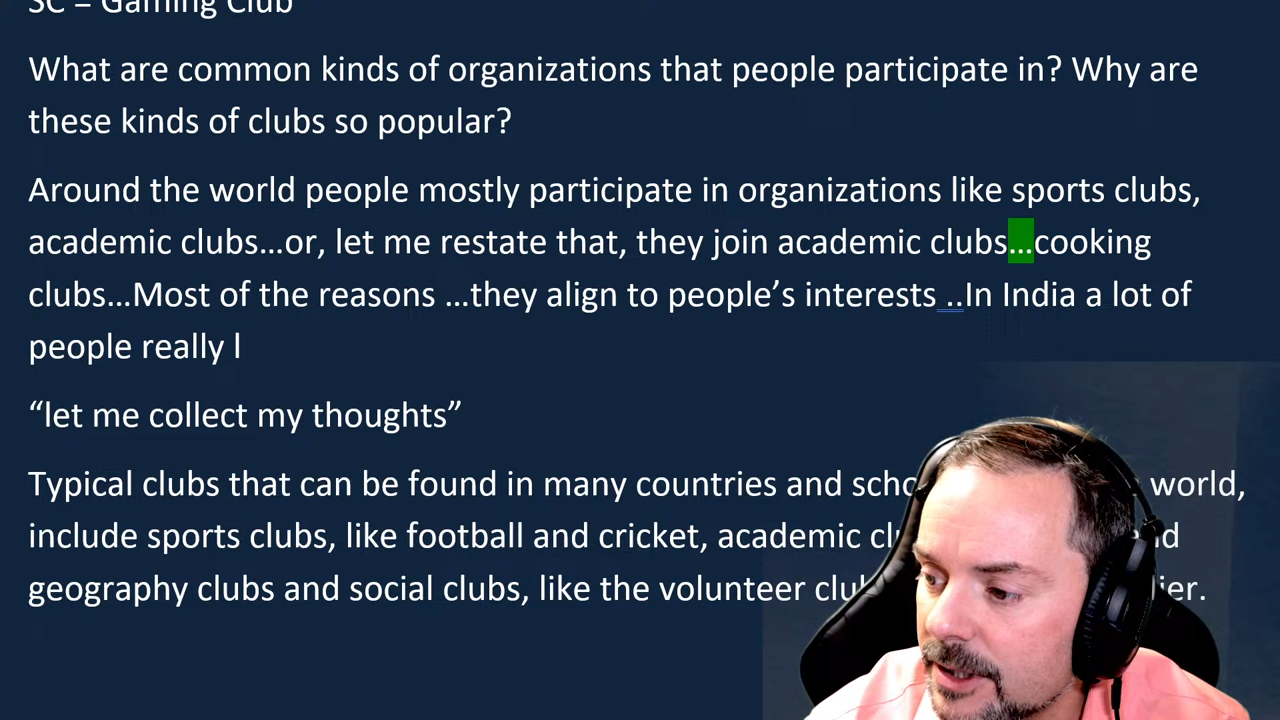 SC = Gaming Club
What are common kinds of organizations that people participate in? Why are
these kinds of clubs so popular?
Around the world people mostly participate in organizations like sports clubs,
academic clubs…or, let me restate that, they join academic clubs…cooking
clubs…Most of the reasons …they align to people’s interests ..In India a lot of
people really l
“let me collect my thoughts”
Typical clubs that can be found in many countries and world,
include sports clubs, like football and cricket, academic
geography clubs and social clubs, like the volunteer